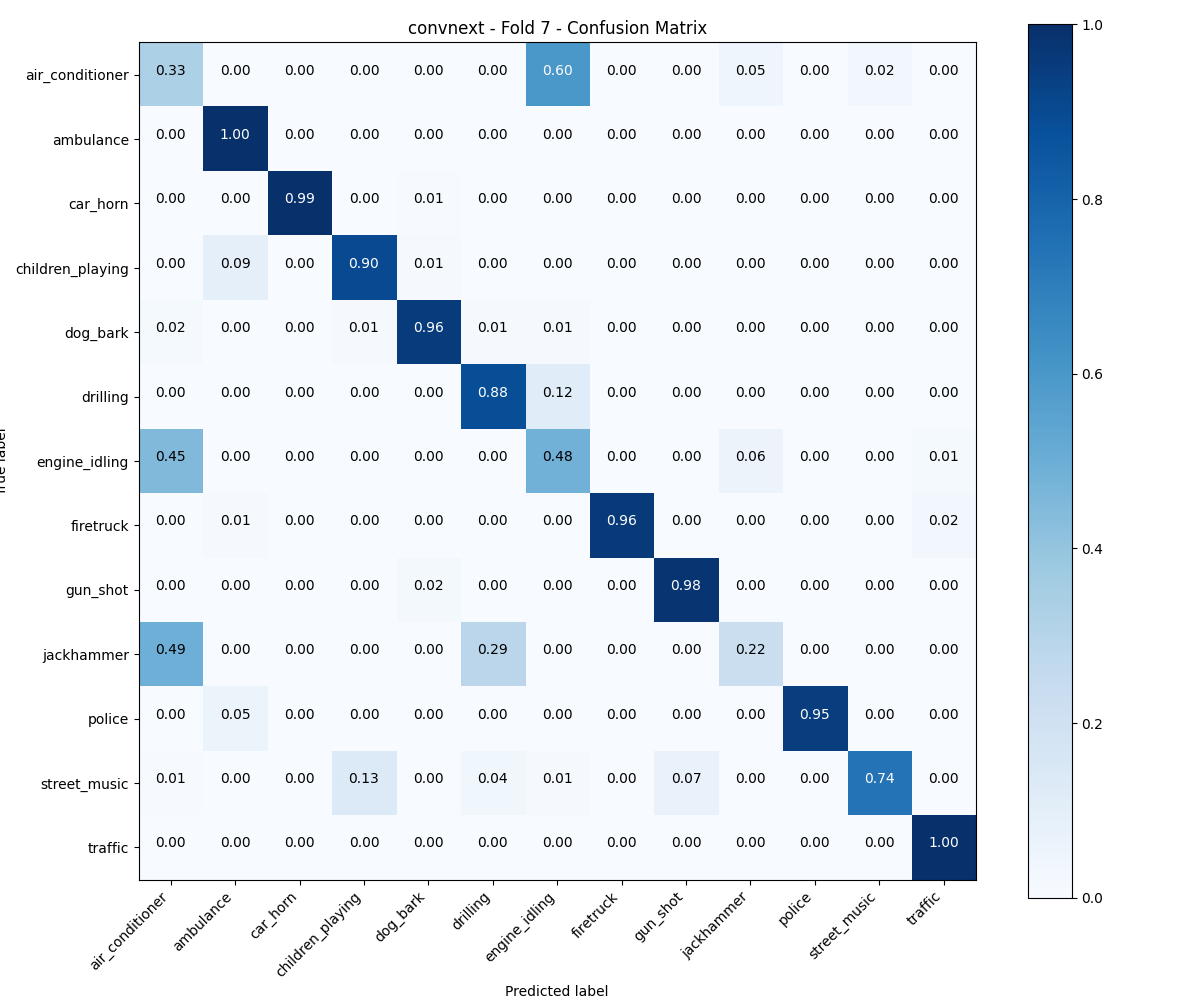 convnext - Fold 7 - Confusion Matrix
air_conditioner 0.33 0.00 0.00 0.00 0.00 0.00 0.60 0.00 0.00 0.05 0.00 0.02 0.00
ambulance 0.00 1.00 0.00 0.00 0.00 0.00 0.00 0.00 0.00 0.00 0.00 0.00 0.00
car_horn 0.00 0.00 0.99 0.00 0.01 0.00 0.00 0.00 0.00 0.00 0.00 0.00 0.00
children_playing 0.00 0.09 0.00 0.90 0.01 0.00 0.00 0.00 0.00 0.00 0.00 0.00 0.00
dog_bark 0.02 0.00 0.00 0.01 0.96 0.01 0.01 0.00 0.00 0.00 0.00 0.00 0.00
drilling 0.00 0.00 0.00 0.00 0.00 0.88 0.12 0.00 0.00 0.00 0.00 0.00 0.00
engine_idling 0.45 0.00 0.00 0.00 0.00 0.00 0.48 0.00 0.00 0.06 0.00 0.00 0.01
firetruck 0.00 0.01 0.00 0.00 0.00 0.00 0.00 0.96 0.00 0.00 0.00 0.00 0.02
gun_shot 0.00 0.00 0.00 0.00 0.02 0.00 0.00 0.00 0.98 0.00 0.00 0.00 0.00
jackhammer 0.49 0.00 0.00 0.00 0.00 0.29 0.00 0.00 0.00 0.22 0.00 0.00 0.00
police 0.00 0.05 0.00 0.00 0.00 0.00 0.00 0.00 0.00 0.00 0.95 0.00 0.00
street_music 0.01 0.00 0.00 0.13 0.00 0.04 0.01 0.00 0.07 0.00 0.00 0.74 0.00
traffic 0.00 0.00 0.00 0.00 0.00 0.00 0.00 0.00 0.00 0.00 0.00 0.00 1.00
air_conditioner
ambulance
car_horn
children_playing
dog_bark
drilling
engine_idling
firetruck
gun_shot
jackhammer
police
street_music
traffic
Predicted label
1.0
0.8
0.6
0.4
0.2
0.0